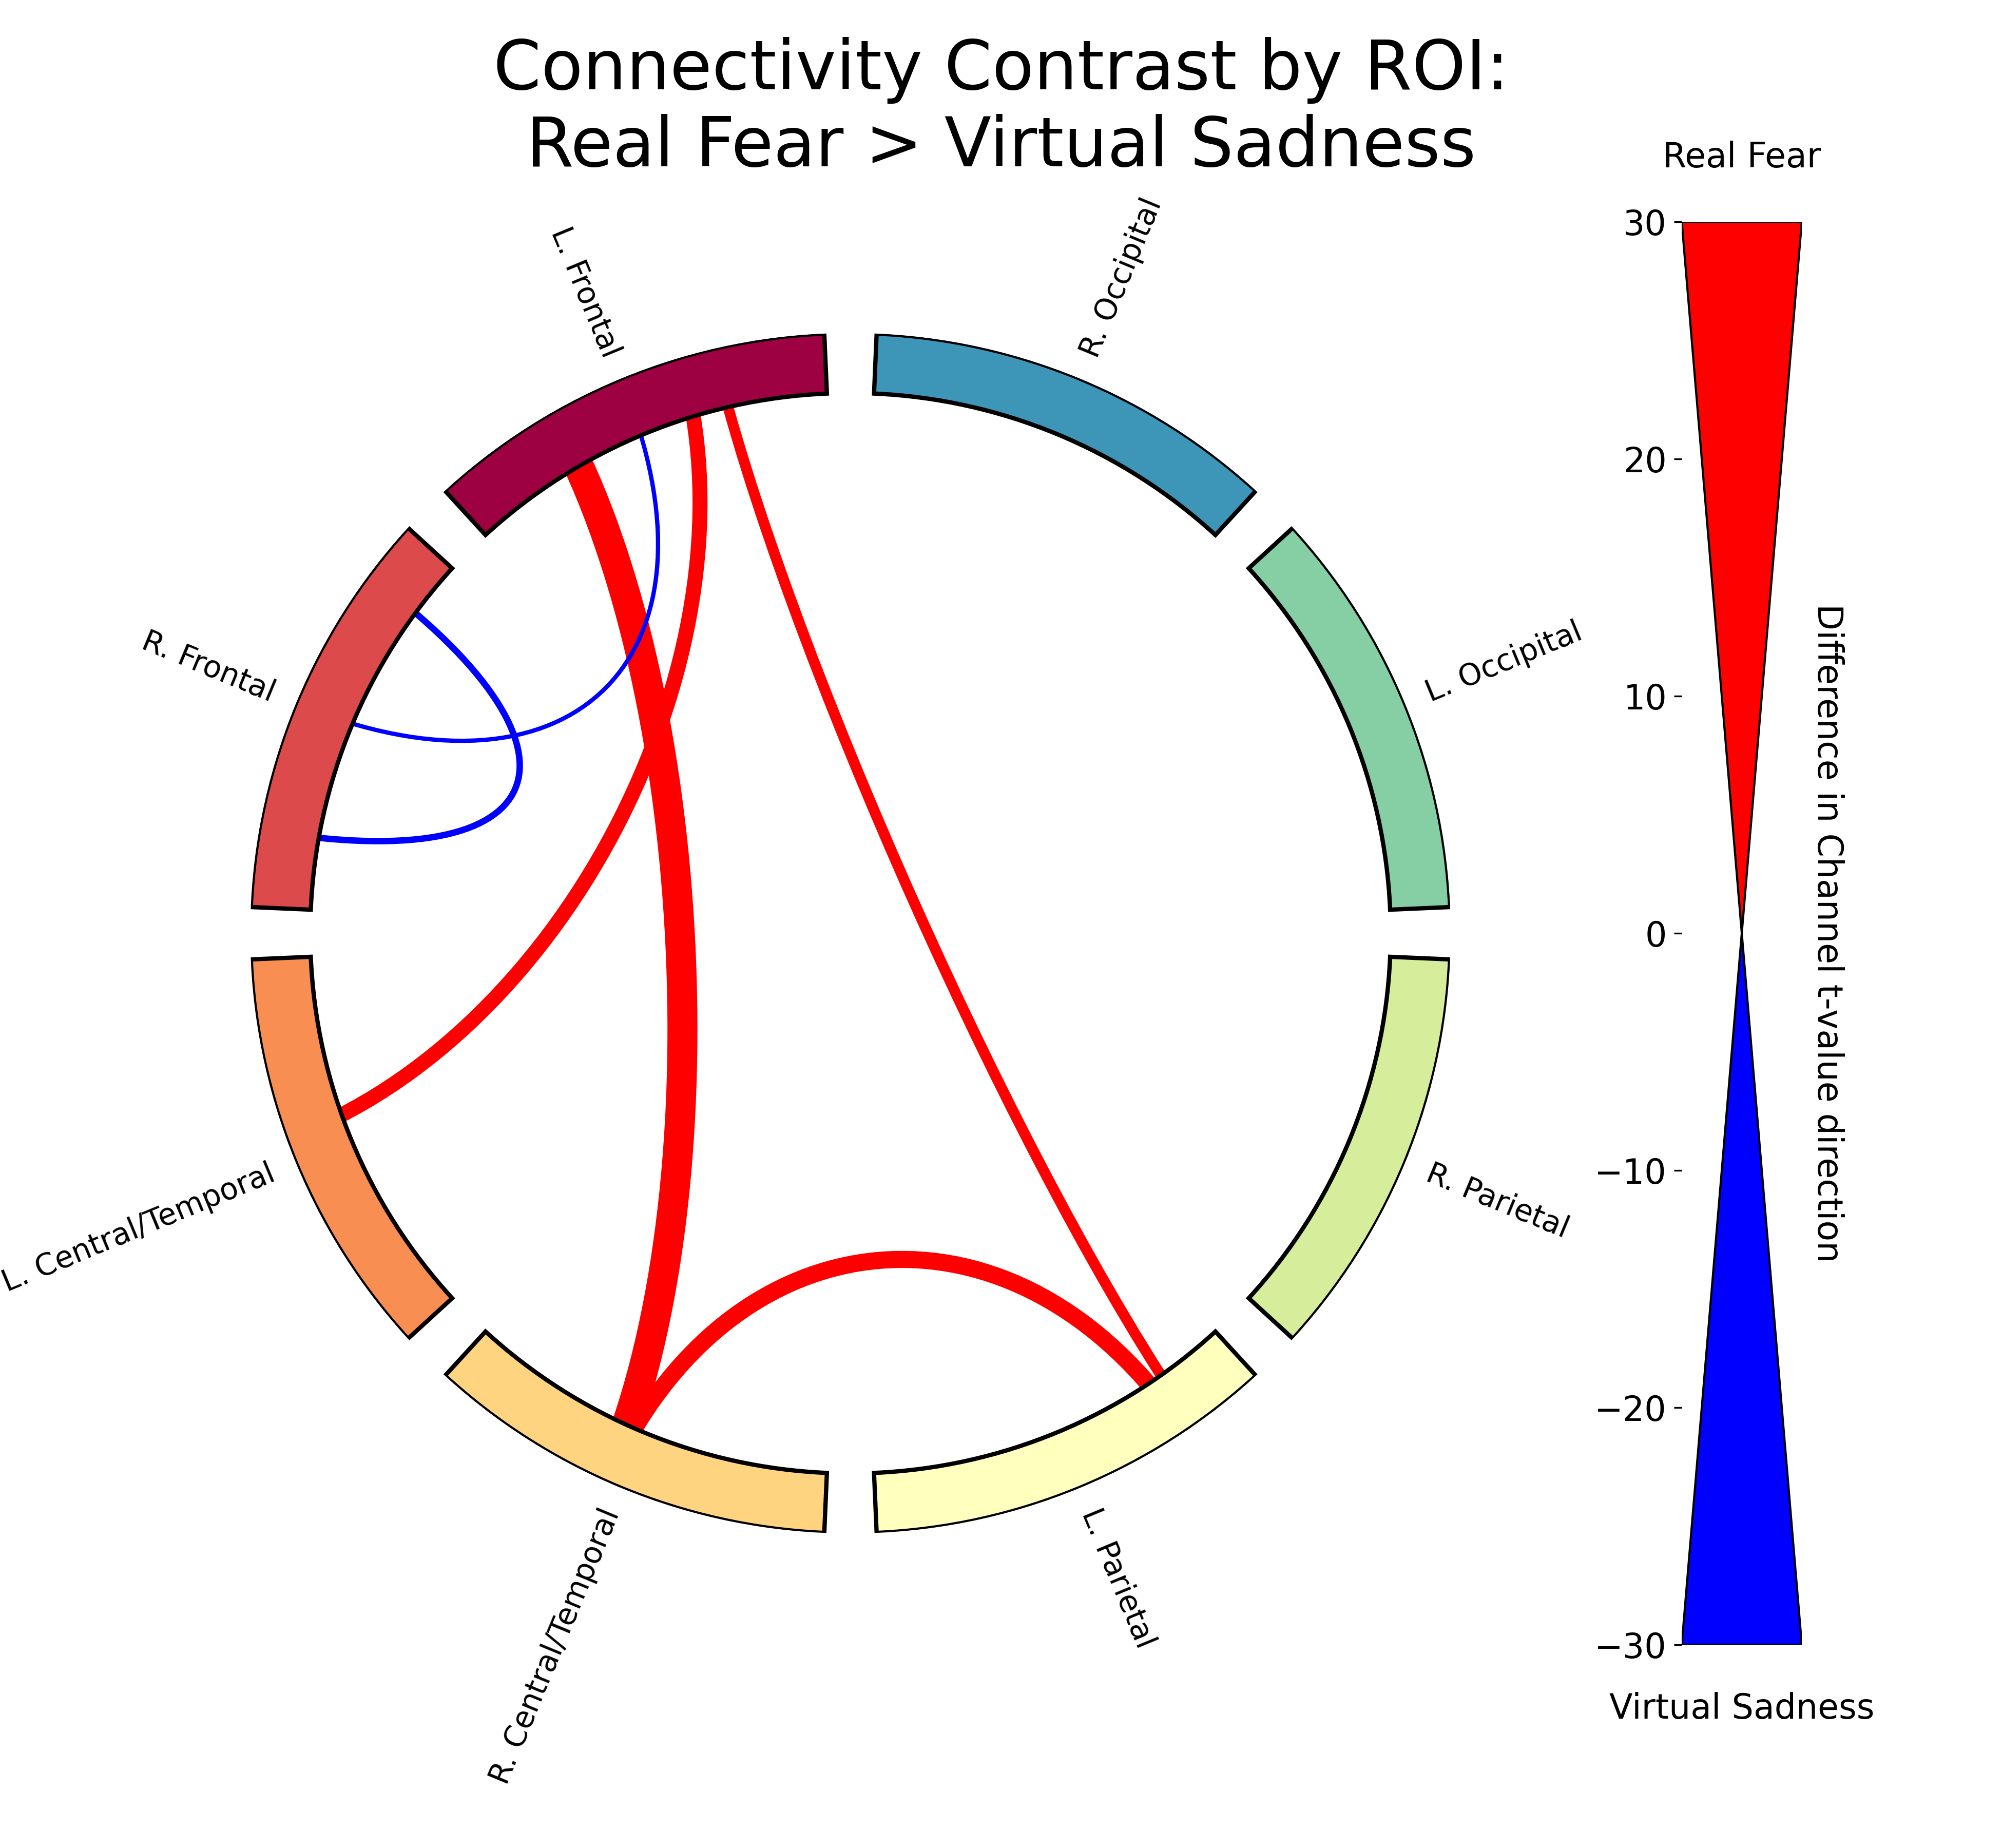 Connectivity Contrast by ROI:
Real Fear > Virtual Sadness
Real Fear
L. Frontal
R. Occipital
R. Frontal
L. Occipital
L. Central/Temporal
R. Parietal
R. Central/Temporal
L. Parietal
30
20
10
0
−10
−20
−30
Difference in Channel t-value direction
Virtual Sadness